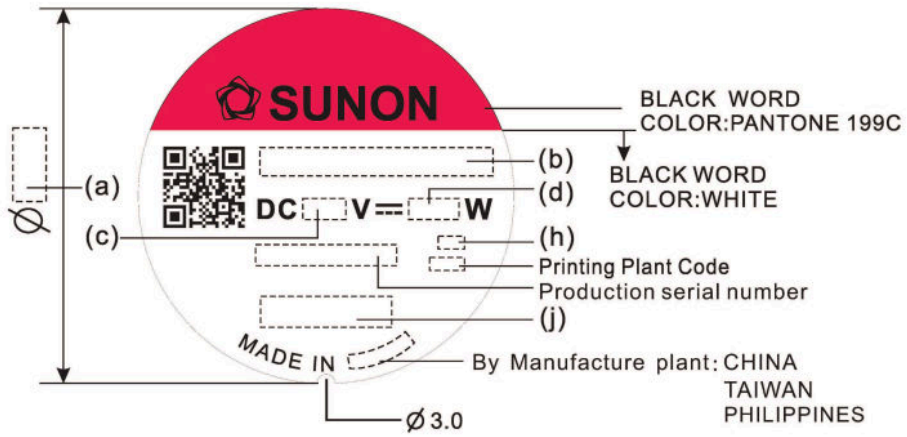 SUNON
BLACK WORD
COLOR:PANTONE 199C
(b)
BLACK WORD
COLOR:WHITE
(a)
(d)
DC V⎓ W
(c)
(h)
Printing Plant Code
Production serial number
(j)
Ø
MADE IN
By Manufacture plant: CHINA
TAIWAN
PHILIPPINES
Ø 3.0